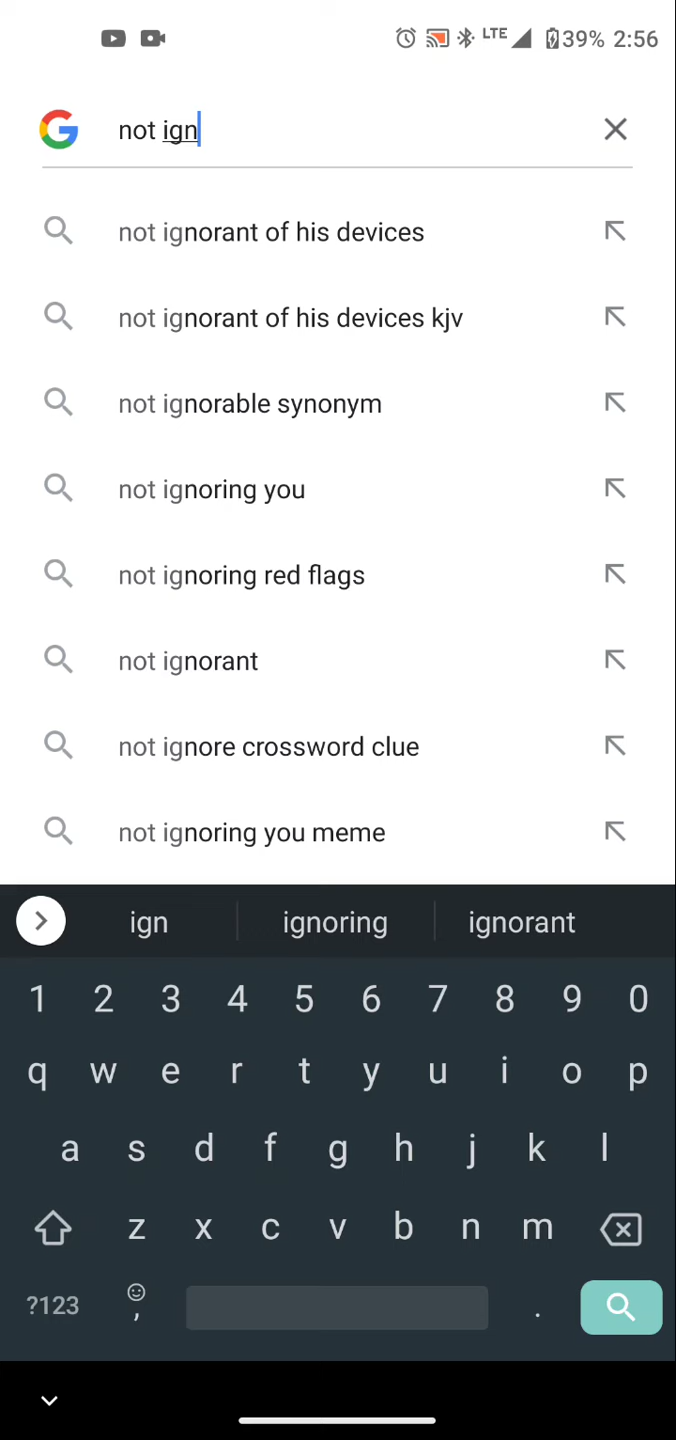 LTE 39% 2:56
not ign
not ignorant of his devices
not ignorant of his devices kjv
not ignorable synonym
not ignoring you
not ignoring red flags
not ignorant
not ignore crossword clue
not ignoring you meme
ign ignoring ignorant
1 2 3 4 5 6 7 8 9 0
q w e r t y u i o p
a s d f g h j k l
z x c v b n m
?123 , .